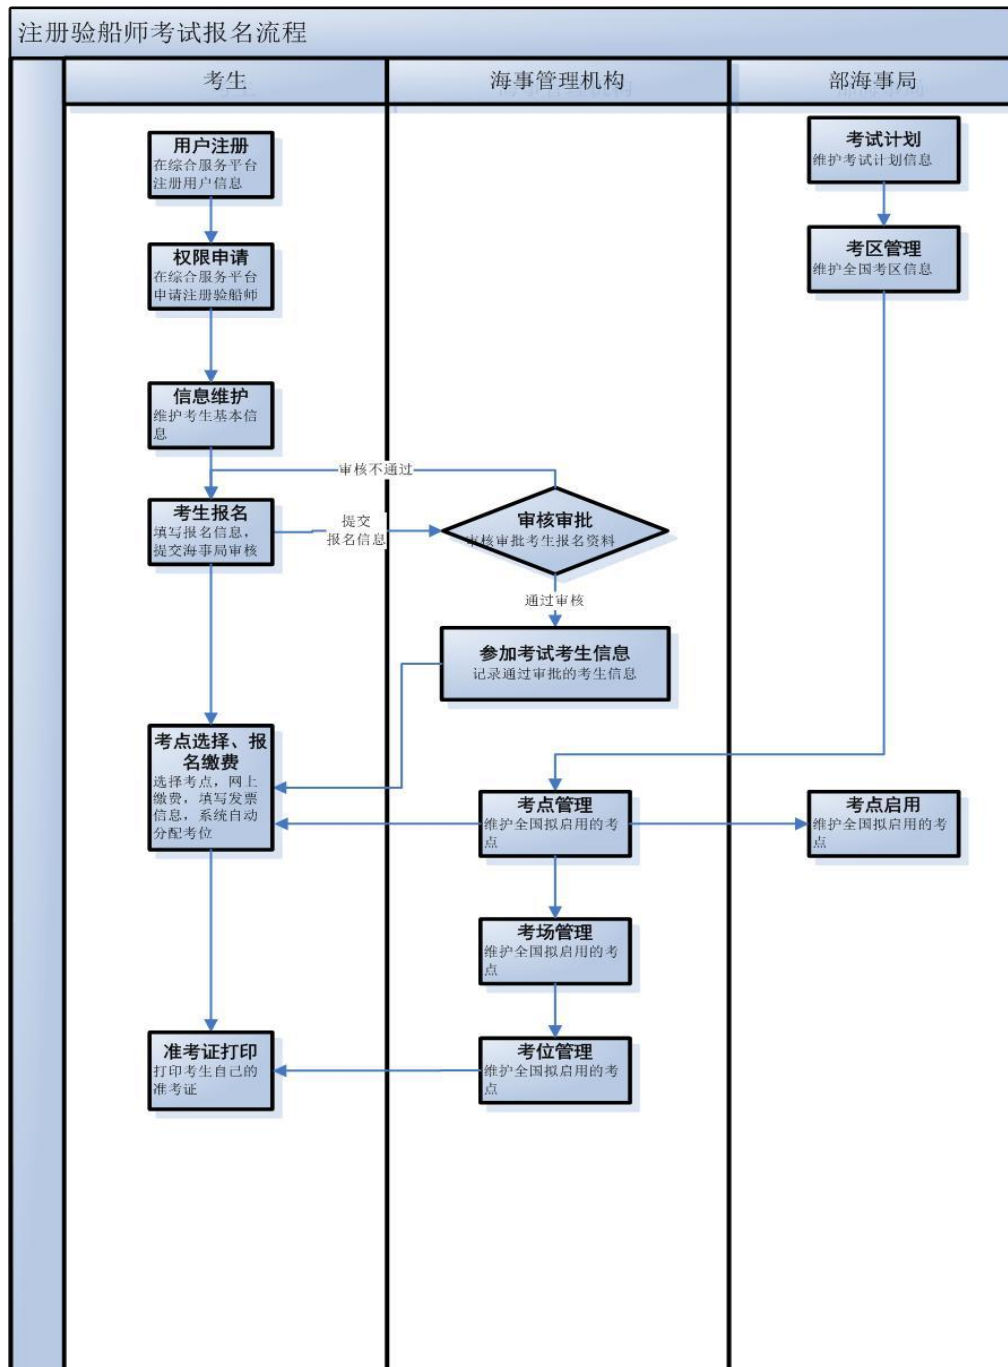 注册验船师考试报名流程
考生
海事管理机构
部海事局
用户注册
在综合服务平台
注册用户信息
考试计划
维护考试计划信息
权限申请
在综合服务平台
申请注册验船师
考区管理
维护全国考区信息
信息维护
维护考生基本信
息
审核不通过
考生报名
填写报名信息，
提交海事局审核
提交
报名信息
审核审批
审核审批考生报名资料
通过审核
参加考试考生信息
记录通过审批的考生信息
考点选择、报
名缴费
选择考点，网上
缴费，填写发票
信息，系统自动
分配考位
考点管理
维护全国拟启用的考
点
考点启用
维护全国拟启用的考
点
考场管理
维护全国拟启用的考
点
准考证打印
打印考生自己的
准考证
考位管理
维护全国拟启用的考
点